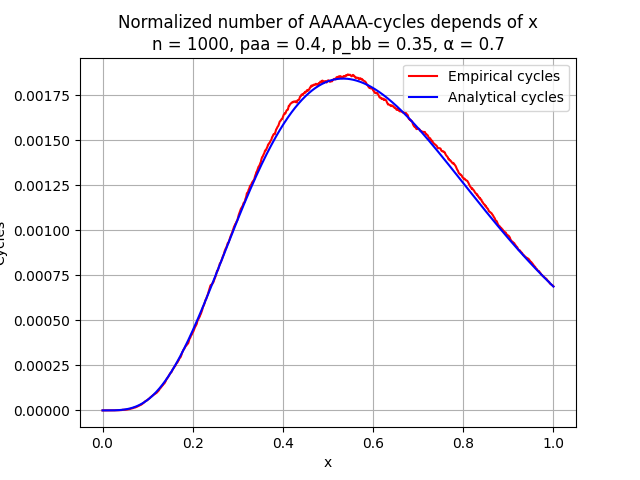 Normalized number of AAAAA-cycles depends of x
n = 1000, paa = 0.4, p_bb = 0.35, α = 0.7
Empirical cycles
Analytical cycles
0.00175
0.00150
0.00125
0.00100
0.00075
0.00050
0.00025
0.00000
0.0 0.2 0.4 0.6 0.8 1.0
x